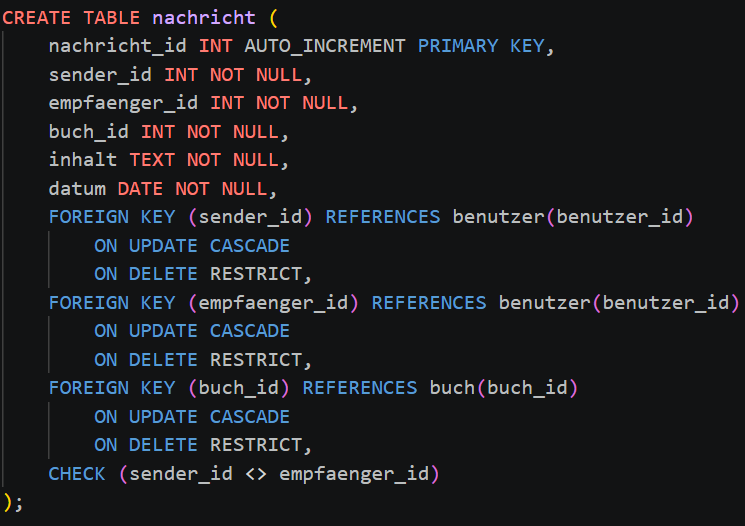 CREATE TABLE nachricht (
    nachricht_id INT AUTO_INCREMENT PRIMARY KEY,
    sender_id INT NOT NULL,
    empfaenger_id INT NOT NULL,
    buch_id INT NOT NULL,
    inhalt TEXT NOT NULL,
    datum DATE NOT NULL,
    FOREIGN KEY (sender_id) REFERENCES benutzer(benutzer_id)
        ON UPDATE CASCADE
        ON DELETE RESTRICT,
    FOREIGN KEY (empfaenger_id) REFERENCES benutzer(benutzer_id)
        ON UPDATE CASCADE
        ON DELETE RESTRICT,
    FOREIGN KEY (buch_id) REFERENCES buch(buch_id)
        ON UPDATE CASCADE
        ON DELETE RESTRICT,
    CHECK (sender_id <> empfaenger_id)
);